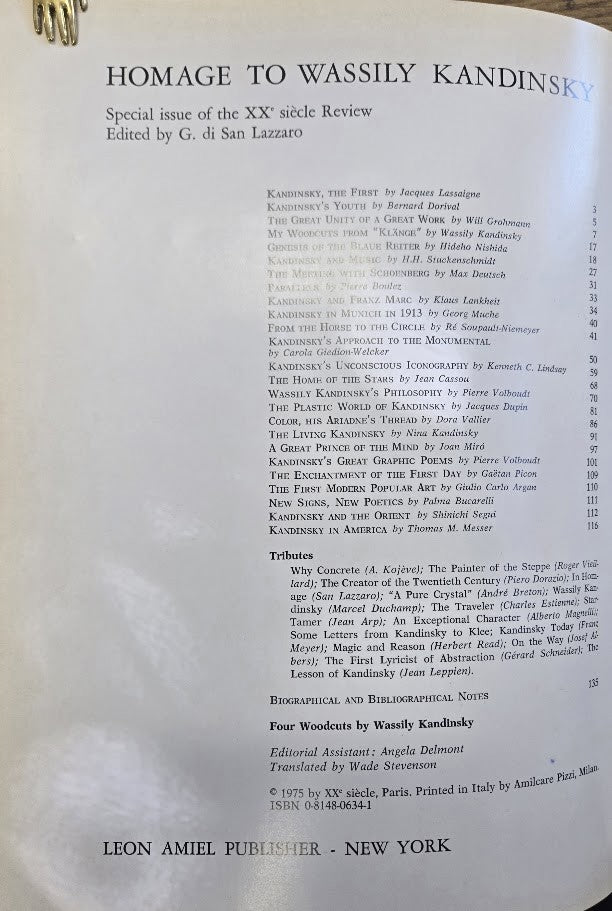 HOMAGE TO WASSILY KANDINSKY
Special issue of the XXe siècle Review
Edited by G. di San Lazzaro
KANDINSKY, THE FIRST by Jacques Lassaigne 3
KANDINSKY'S YOUTH by Bernard Dorival 5
THE GREAT UNITY OF A GREAT WORK by Will Grohmann 7
MY WOODCUTS FROM "KLÄNGE" by Wassily Kandinsky 17
GENESIS OF THE BLAUE REITER by Hideho Nishida 18
KANDINSKY AND MUSIC by H.H. Stuckenschmidt 27
THE MEETING WITH SCHOENBERG by Max Deutsch 31
PARALLELS by Pierre Boulez 33
KANDINSKY AND FRANZ MARC by Klaus Lankheit 34
KANDINSKY IN MUNICH IN 1913 by Georg Muche 40
FROM THE HORSE TO THE CIRCLE by Ré Soupault-Niemeyer 41
KANDINSKY'S APPROACH TO THE MONUMENTAL
by Carola Giedion-Welcker 50
KANDINSKY'S UNCONSCIOUS ICONOGRAPHY by Kenneth C. Lindsay 59
THE HOME OF THE STARS by Jean Cassou 68
WASSILY KANDINSKY'S PHILOSOPHY by Pierre Volboudt 70
THE PLASTIC WORLD OF KANDINSKY by Jacques Dupin 81
COLOR, HIS ARIADNE'S THREAD by Dora Vallier 86
THE LIVING KANDINSKY by Nina Kandinsky 91
A GREAT PRINCE OF THE MIND by Joan Miró 97
KANDINSKY'S GREAT GRAPHIC POEMS by Pierre Volboudt 101
THE ENCHANTMENT OF THE FIRST DAY by Gaëtan Picon 109
THE FIRST MODERN POPULAR ART by Giulio Carlo Argan 110
NEW SIGNS, NEW POETICS by Palma Bucarelli 111
KANDINSKY AND THE ORIENT by Shinichi Segui 112
KANDINSKY IN AMERICA by Thomas M. Messer 116
Tributes
Why Concrete (A. Kojève); The Painter of the Steppe (Roger Vieil-
lard); The Creator of the Twentieth Century (Piero Dorazio); In Hom-
age (San Lazzaro); "A Pure Crystal" (André Breton); Wassily Kan-
dinsky (Marcel Duchamp); The Traveler (Charles Estienne); Star-
Tamer (Jean Arp); An Exceptional Character (Alberto Magnelli);
Some Letters from Kandinsky to Klee; Kandinsky Today (Franz
Meyer); Magic and Reason (Herbert Read); On the Way (Josef Al-
bers); The First Lyricist of Abstraction (Gérard Schneider); The
Lesson of Kandinsky (Jean Leppien).
BIOGRAPHICAL AND BIBLIOGRAPHICAL NOTES 135
Four Woodcuts by Wassily Kandinsky
Editorial Assistant: Angela Delmont
Translated by Wade Stevenson
© 1975 by XXe siècle, Paris. Printed in Italy by Amilcare Pizzi, Milan.
ISBN 0-8148-0634-1
LEON AMIEL PUBLISHER - NEW YORK